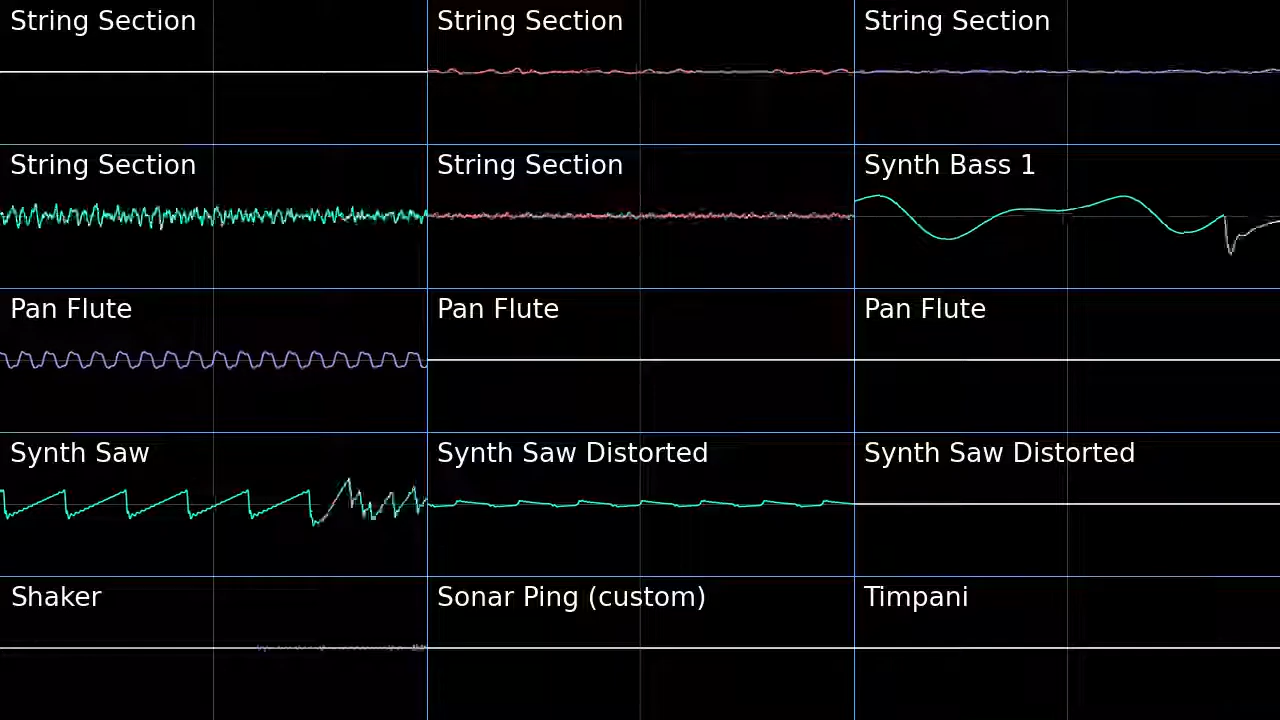 String Section
String Section
String Section
String Section
String Section
Synth Bass 1
Pan Flute
Pan Flute
Pan Flute
Synth Saw
Synth Saw Distorted
Synth Saw Distorted
Shaker
Sonar Ping (custom)
Timpani